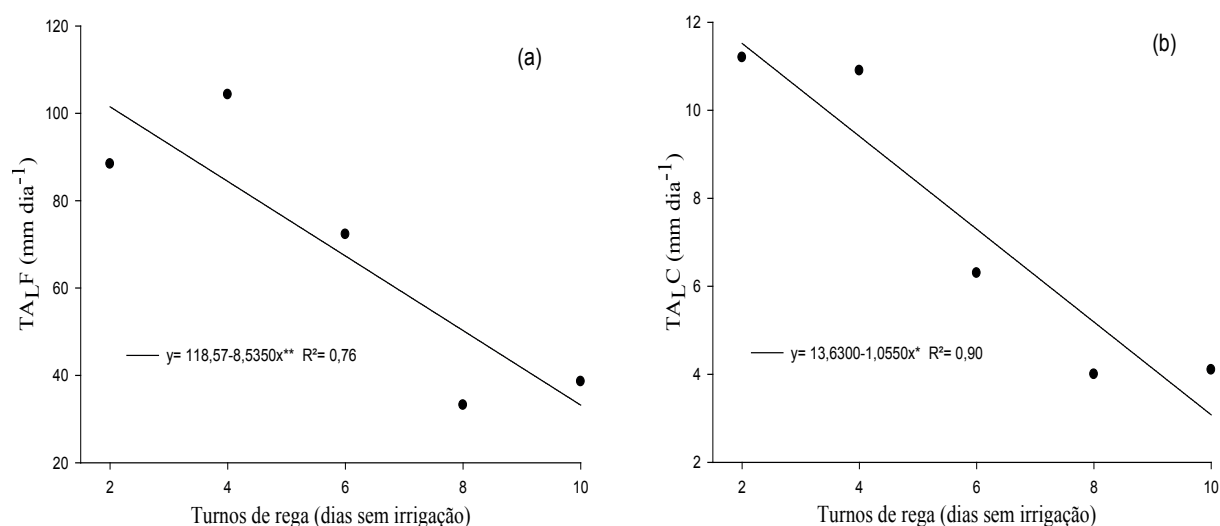 (a)
120
100
80
60
40
20
TALF (mm dia-1)
y= 118,57-8,5350x** R²= 0,76
2 4 6 8 10
Turnos de rega (dias sem irrigação)
(b)
12
10
8
6
4
2
TALC (mm dia-1)
y= 13,6300-1,0550x* R²= 0,90
2 4 6 8 10
Turnos de rega (dias sem irrigação)